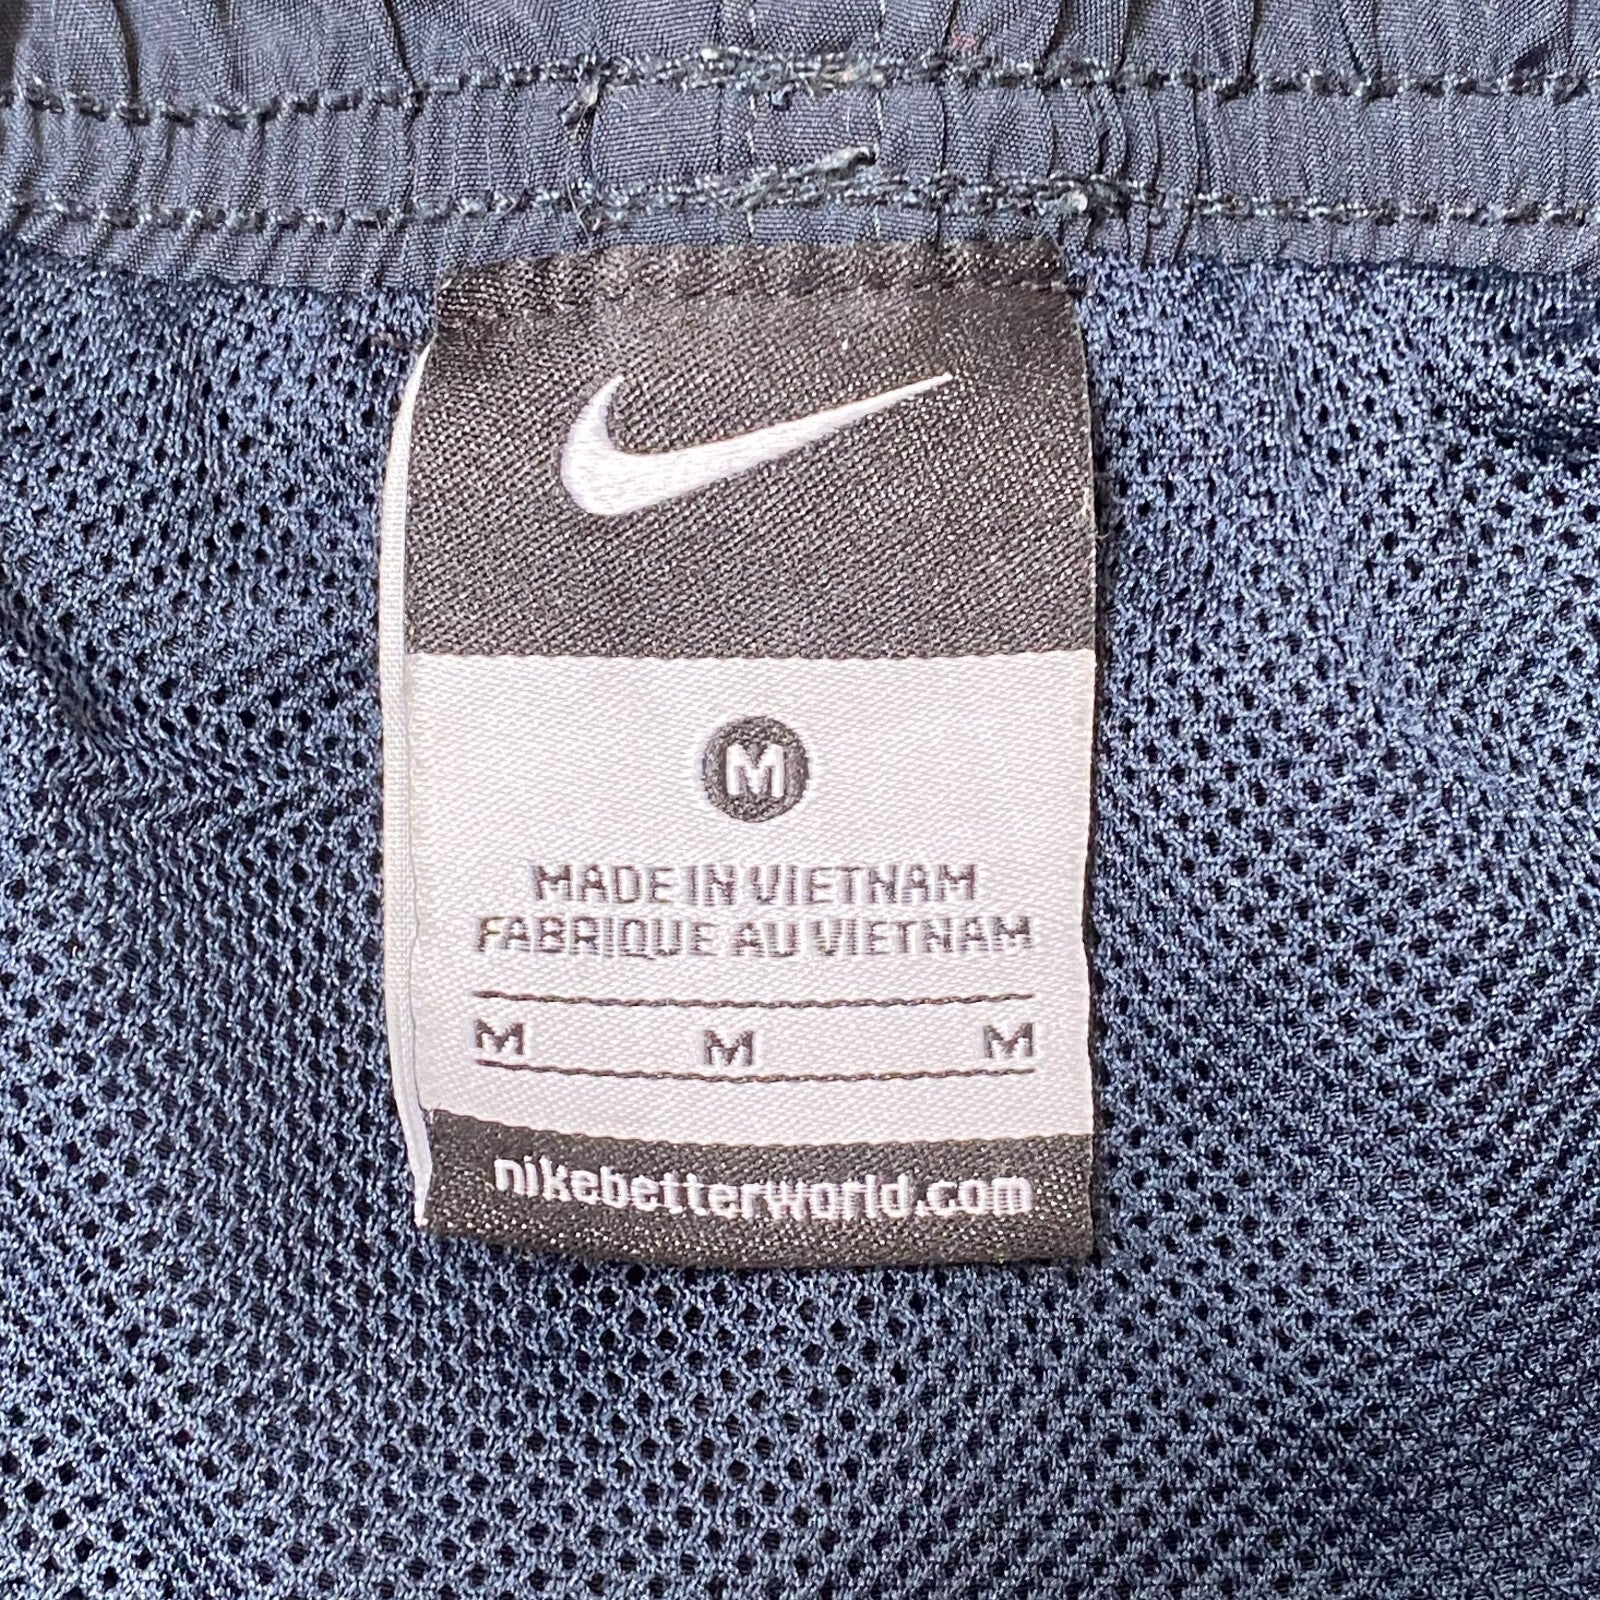 M
MADE IN VIETNAM
FABRIQUE AU VIETNAM
M M M
nikebetterworld.com